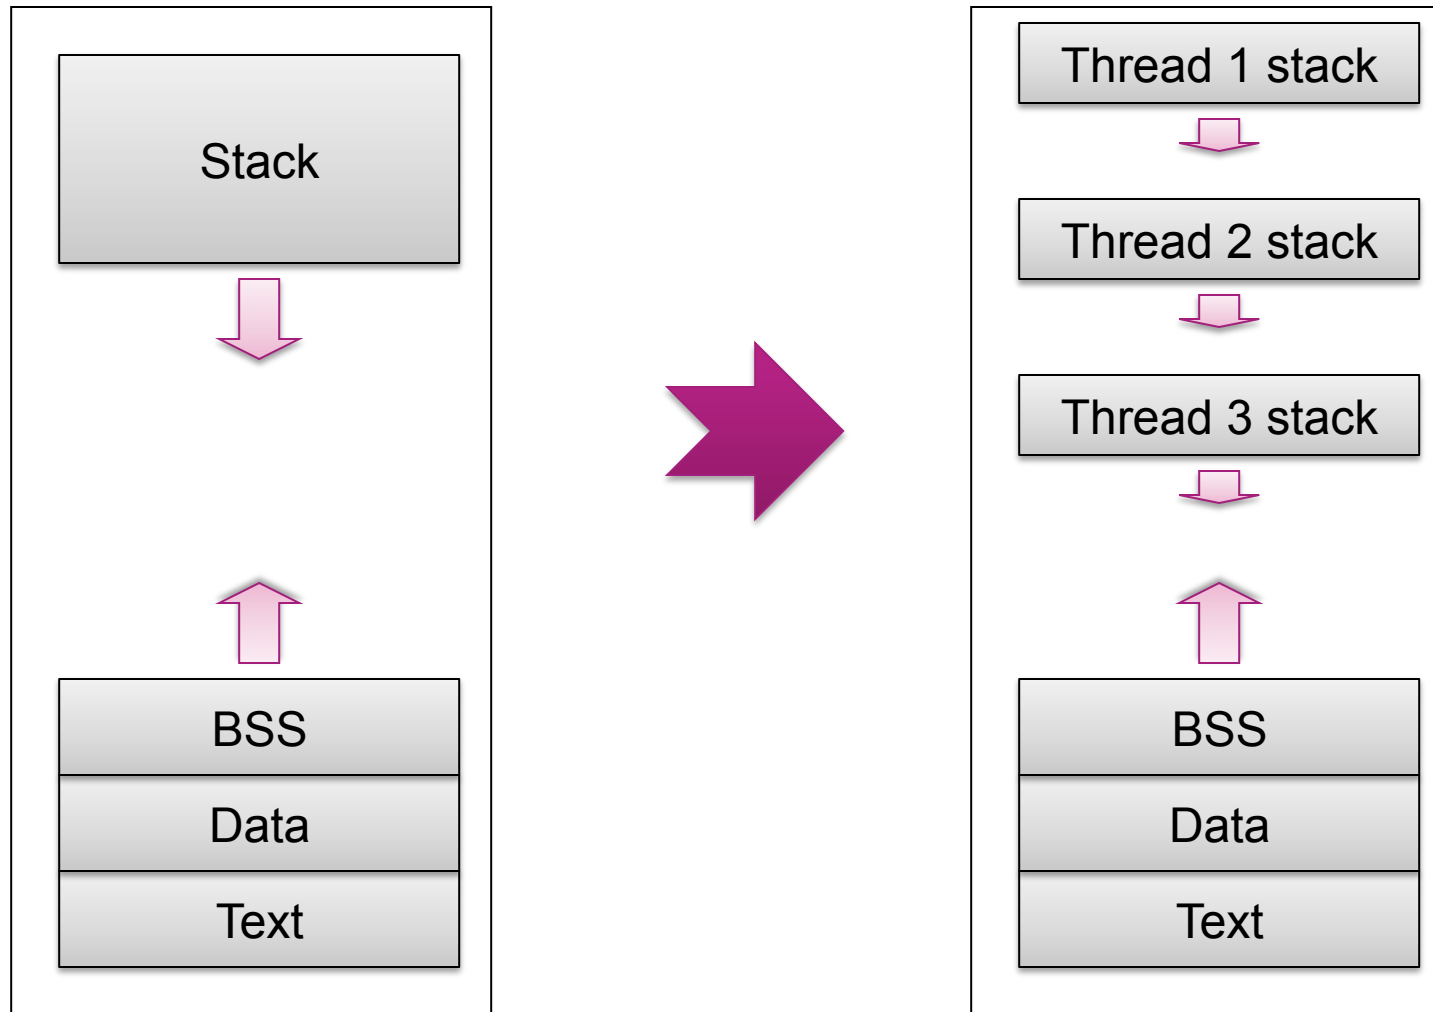 Stack
BSS
Data
Text
Thread 1 stack
Thread 2 stack
Thread 3 stack
BSS
Data
Text